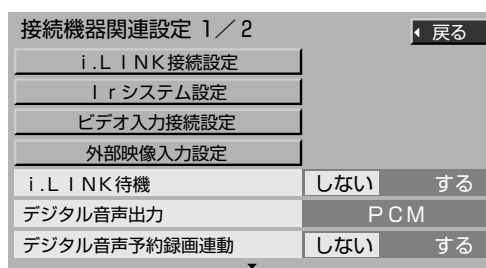 接続機器関連設定 1／2
戻る
i.LINK接続設定
Irシステム設定
ビデオ入力接続設定
外部映像入力設定
i.LINK待機 しない する
デジタル音声出力 PCM
デジタル音声予約録画連動 しない する